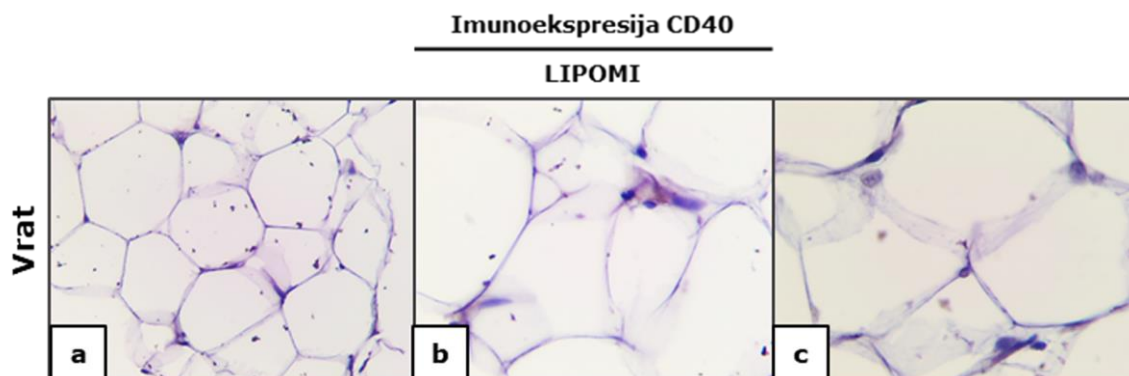 Imunoekspresija CD40
LIPOMI
Vrat
a
b
c